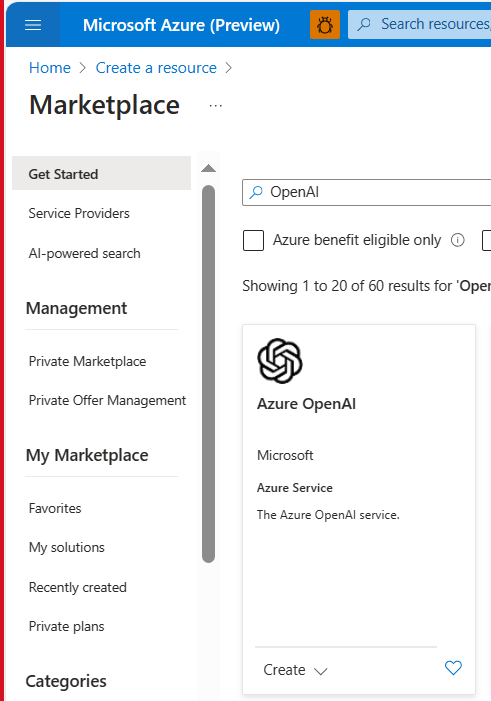 Microsoft Azure (Preview)
Search resources,
Home > Create a resource >
Marketplace ...
Get Started
Service Providers
AI-powered search
Management
Private Marketplace
Private Offer Management
My Marketplace
Favorites
My solutions
Recently created
Private plans
Categories
OpenAI
Azure benefit eligible only
Showing 1 to 20 of 60 results for 'Oper
Azure OpenAI
Microsoft
Azure Service
The Azure OpenAI service.
Create